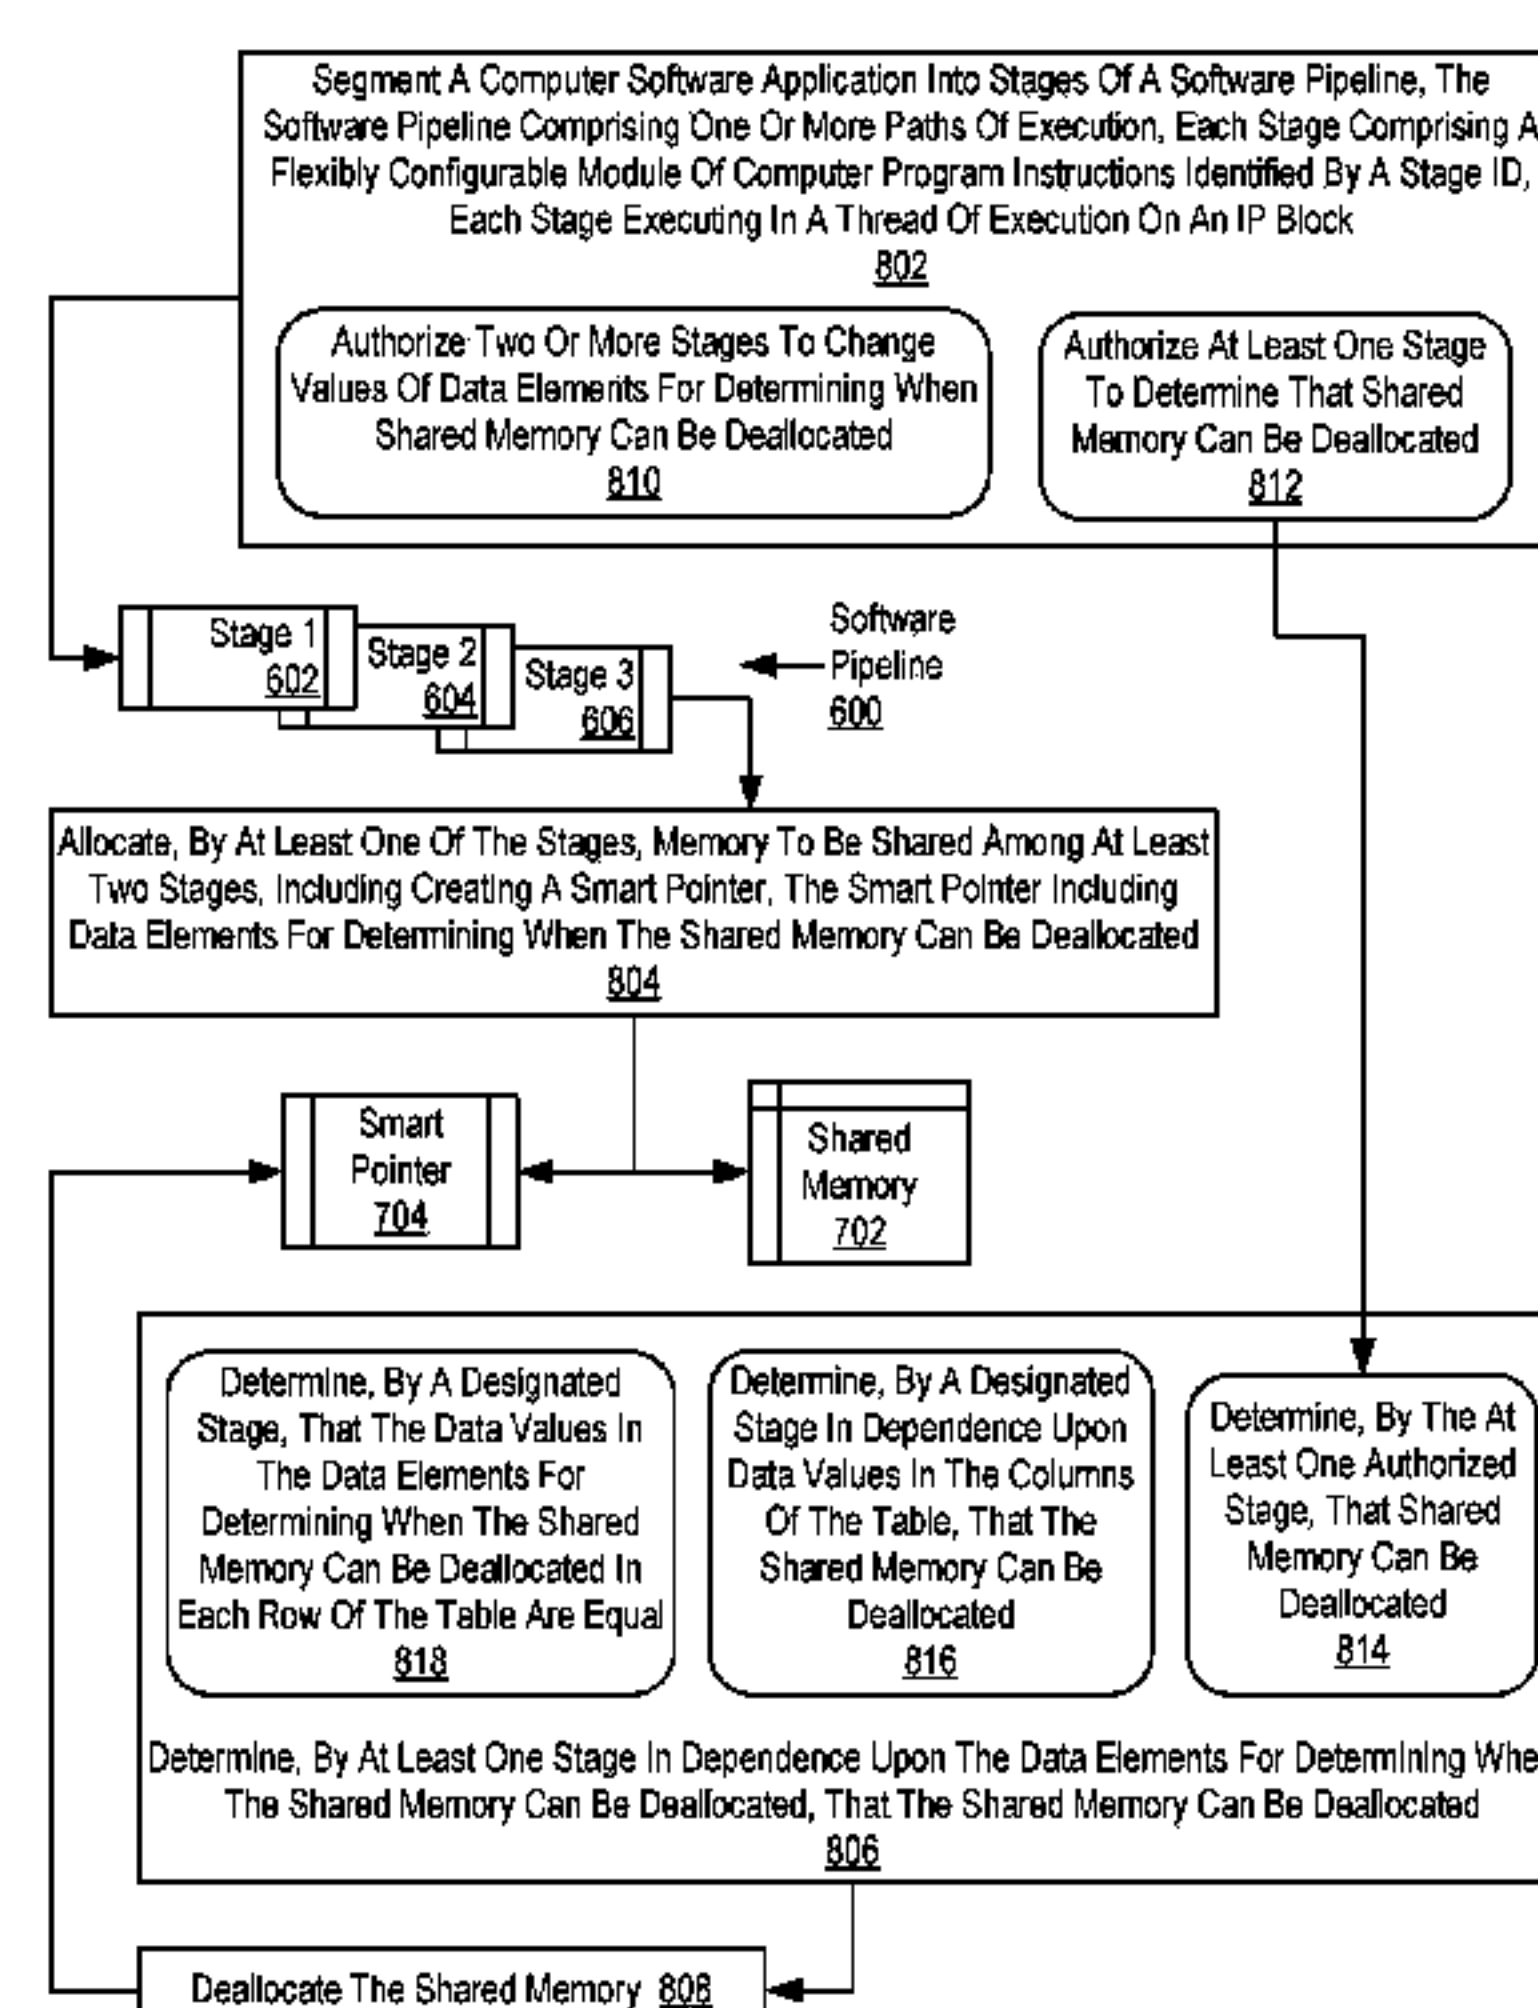 Segment A Computer Software Application Into Stages Of A Software Pipeline, The
Software Pipeline Comprising One Or More Paths Of Execution, Each Stage Comprising A
Flexibly Configurable Module Of Computer Program Instructions Identified By A Stage ID,
Each Stage Executing In A Thread Of Execution On An IP Block
802
Authorize Two Or More Stages To Change
Values Of Data Elements For Determining When
Shared Memory Can Be Deallocated
810
Authorize At Least One Stage
To Determine That Shared
Memory Can Be Deallocated
812
Stage 1
602
Stage 2
604
Stage 3
606
Software
Pipeline
600
Allocate, By At Least One Of The Stages, Memory To Be Shared Among At Least
Two Stages, Including Creating A Smart Pointer, The Smart Pointer Including
Data Elements For Determining When The Shared Memory Can Be Deallocated
804
Smart
Pointer
704
Shared
Memory
702
Determine, By A Designated
Stage, That The Data Values In
The Data Elements For
Determining When The Shared
Memory Can Be Deallocated In
Each Row Of The Table Are Equal
818
Determine, By A Designated
Stage In Dependence Upon
Data Values In The Columns
Of The Table, That The
Shared Memory Can Be
Deallocated
816
Determine, By The At
Least One Authorized
Stage, That Shared
Memory Can Be
Deallocated
814
Determine, By At Least One Stage In Dependence Upon The Data Elements For Determining Whe
The Shared Memory Can Be Deallocated, That The Shared Memory Can Be Deallocated
806
Deallocate The Shared Memory 808